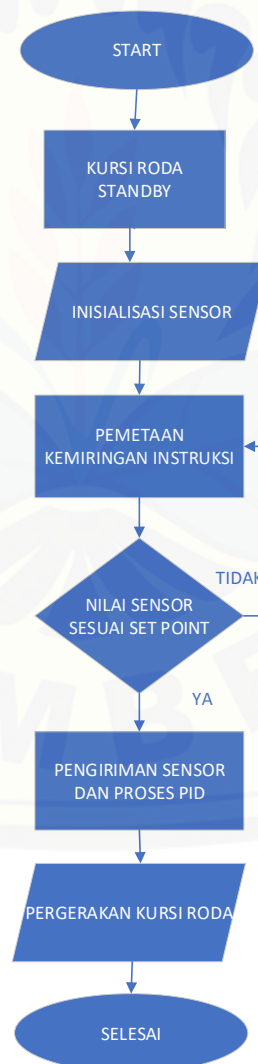 START
KURSI RODA
STANDBY
INISIALISASI SENSOR
PEMETAAN
KEMIRINGAN INSTRUKSI
TIDAK
NILAI SENSOR
SESUAI SET POINT
YA
PENGIRIMAN SENSOR
DAN PROSES PID
PERGERAKAN KURSI RODA
SELESAI